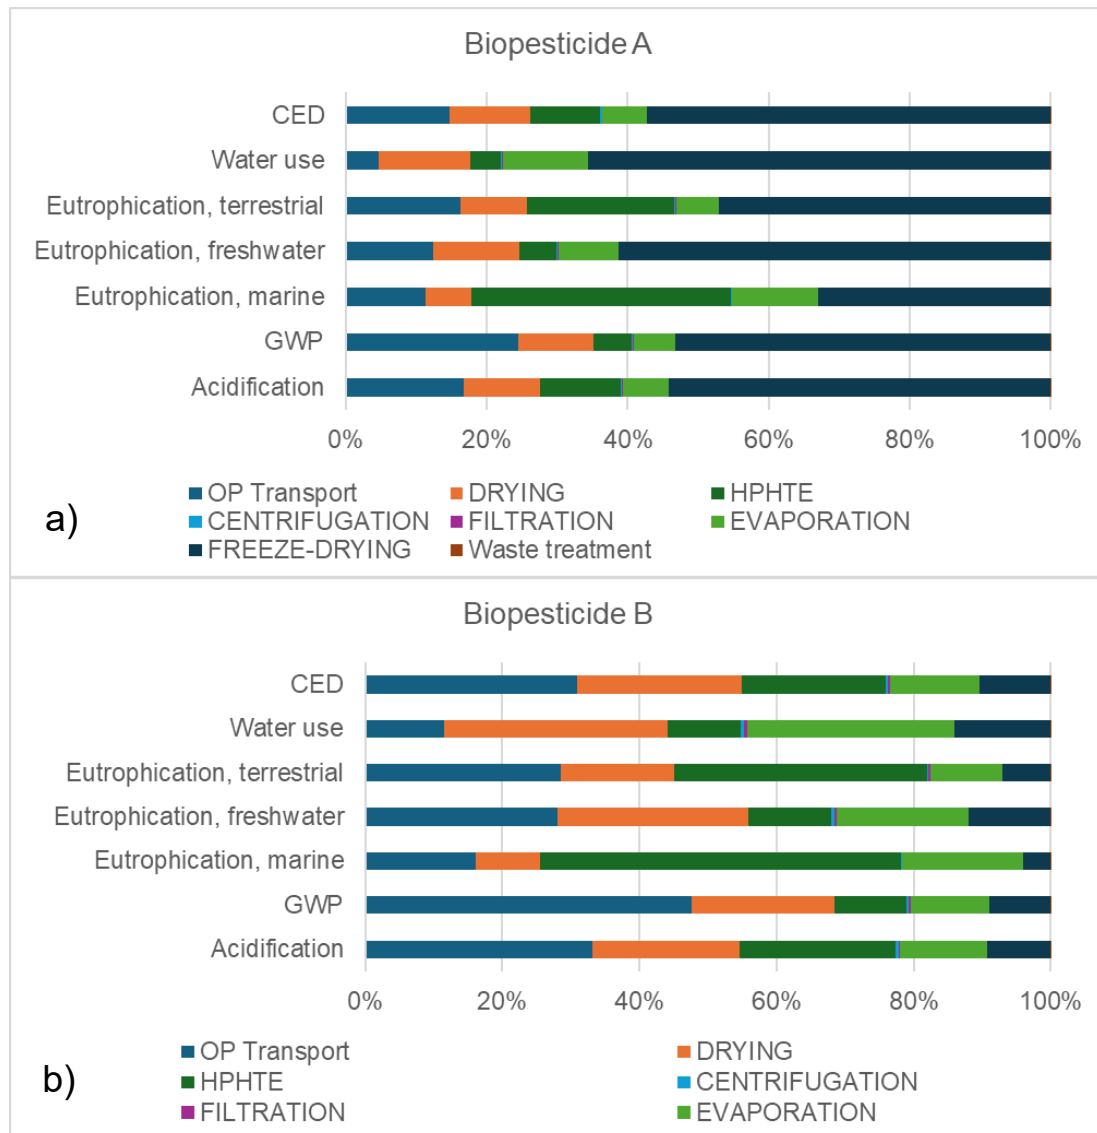 Biopesticide A
CED
Water use
Eutrophication, terrestrial
Eutrophication, freshwater
Eutrophication, marine
GWP
Acidification
0% 20% 40% 60% 80% 100%
OP Transport DRYING HPHTE
CENTRIFUGATION FILTRATION EVAPORATION
FREEZE-DRYING Waste treatment
a)
Biopesticide B
CED
Water use
Eutrophication, terrestrial
Eutrophication, freshwater
Eutrophication, marine
GWP
Acidification
0% 20% 40% 60% 80% 100%
OP Transport DRYING
HPHTE CENTRIFUGATION
FILTRATION EVAPORATION
b)